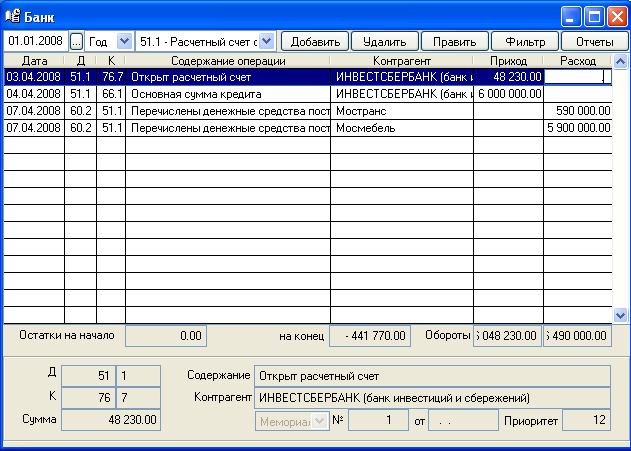 Банк
01.01.2008 ... Год 51.1 - Расчетный счет с Добавить Удалить Править Фильтр Отчеты
Дата Д К Содержание операции Контрагент Приход Расход
03.04.2008 51.1 76.7 Открыт расчетный счет ИНВЕСТСБЕРБАНК (банк и 48 230.00 .
04.04.2008 51.1 66.1 Основная сумма кредита ИНВЕСТСБЕРБАНК (банк и 6 000 000.00
07.04.2008 60.2 51.1 Перечислены денежные средства пост Мостранс 590 000.00
07.04.2008 60.2 51.1 Перечислены денежные средства пост Мосмебель 5 900 000.00
Остатки на начало 0.00 на конец - 441 770.00 Обороты 6 048 230.00 6 490 000.00
Д 51 1 Содержание Открыт расчетный счет
К 76 7 Контрагент ИНВЕСТСБЕРБАНК (банк инвестиций и сбережений)
Сумма 48 230.00 Мемориал № 1 от . . Приоритет 12